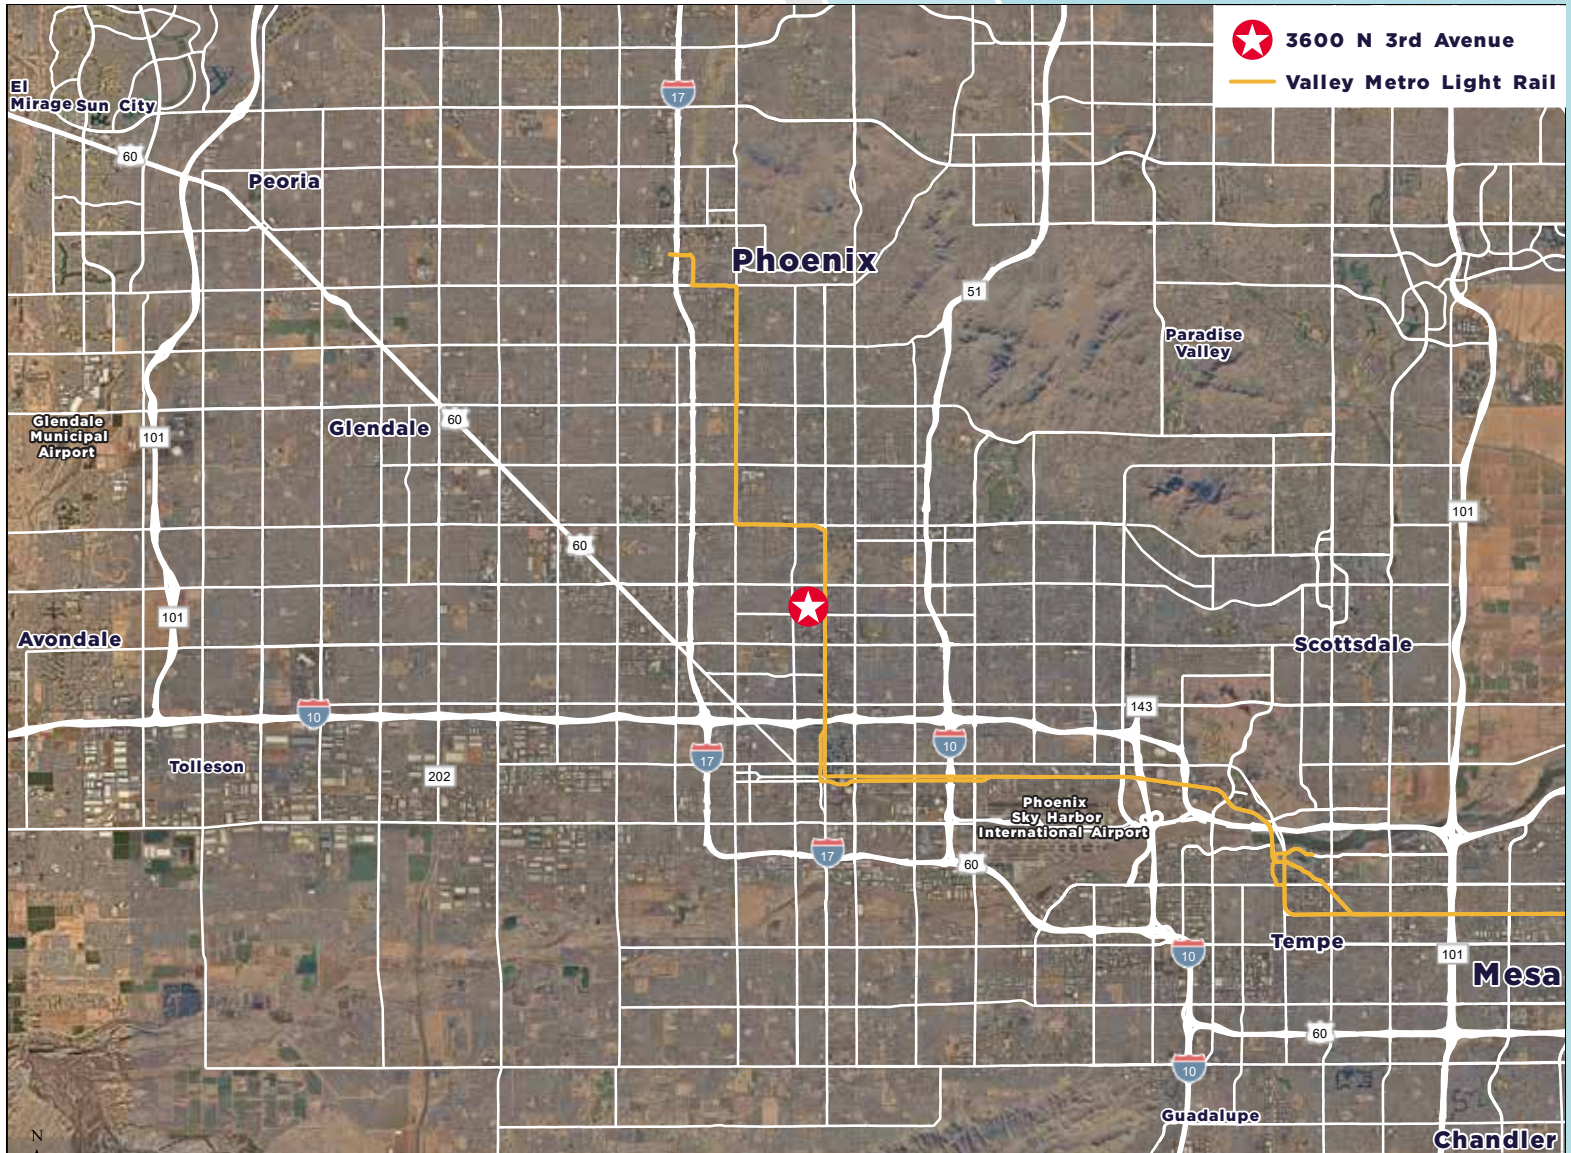 3600 N 3rd Avenue
Valley Metro Light Rail
El
Mirage
Sun City
17
60
Peoria
Phoenix
51
Paradise
Valley
Glendale
Municipal
Airport
101
Glendale
60
101
60
101
Avondale
Scottsdale
10
143
10
17
Tolleson
202
Phoenix
Sky Harbor
International Airport
17
60
Tempe
10
101
Mesa
60
10
Guadalupe
Chandler
N